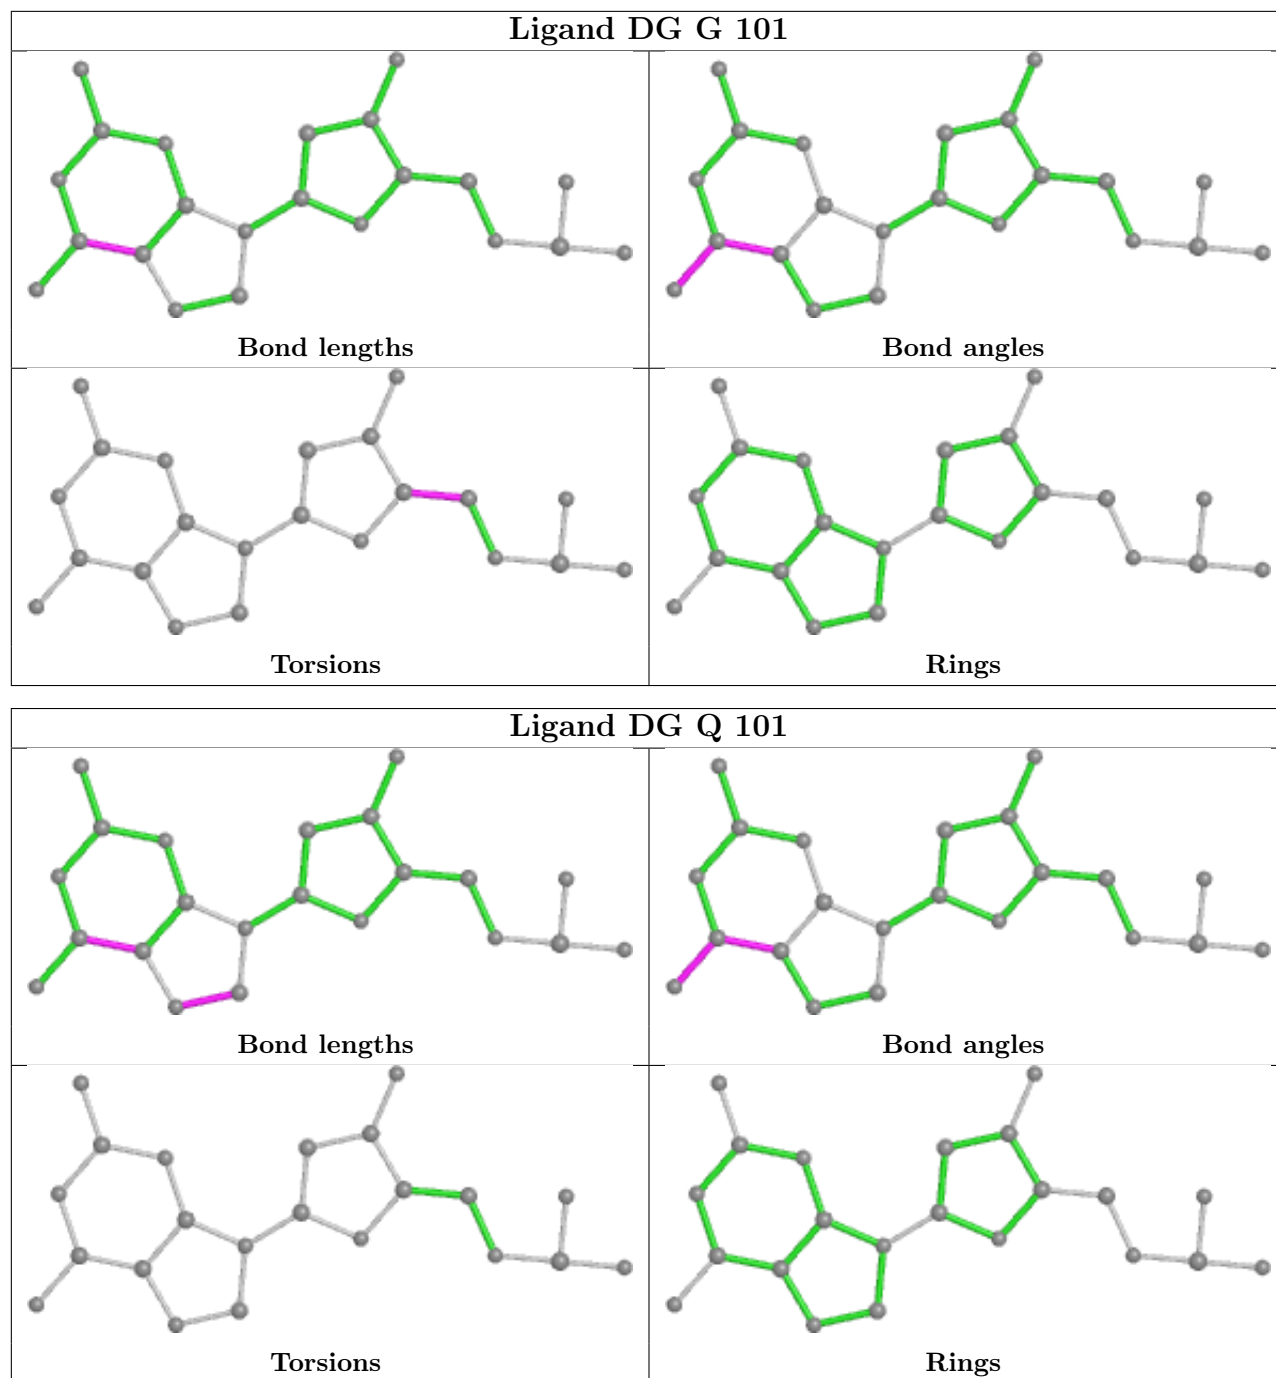 Ligand DG G 101
Bond lengths
Bond angles
Torsions
Rings
Ligand DG Q 101
Bond lengths
Bond angles
Torsions
Rings